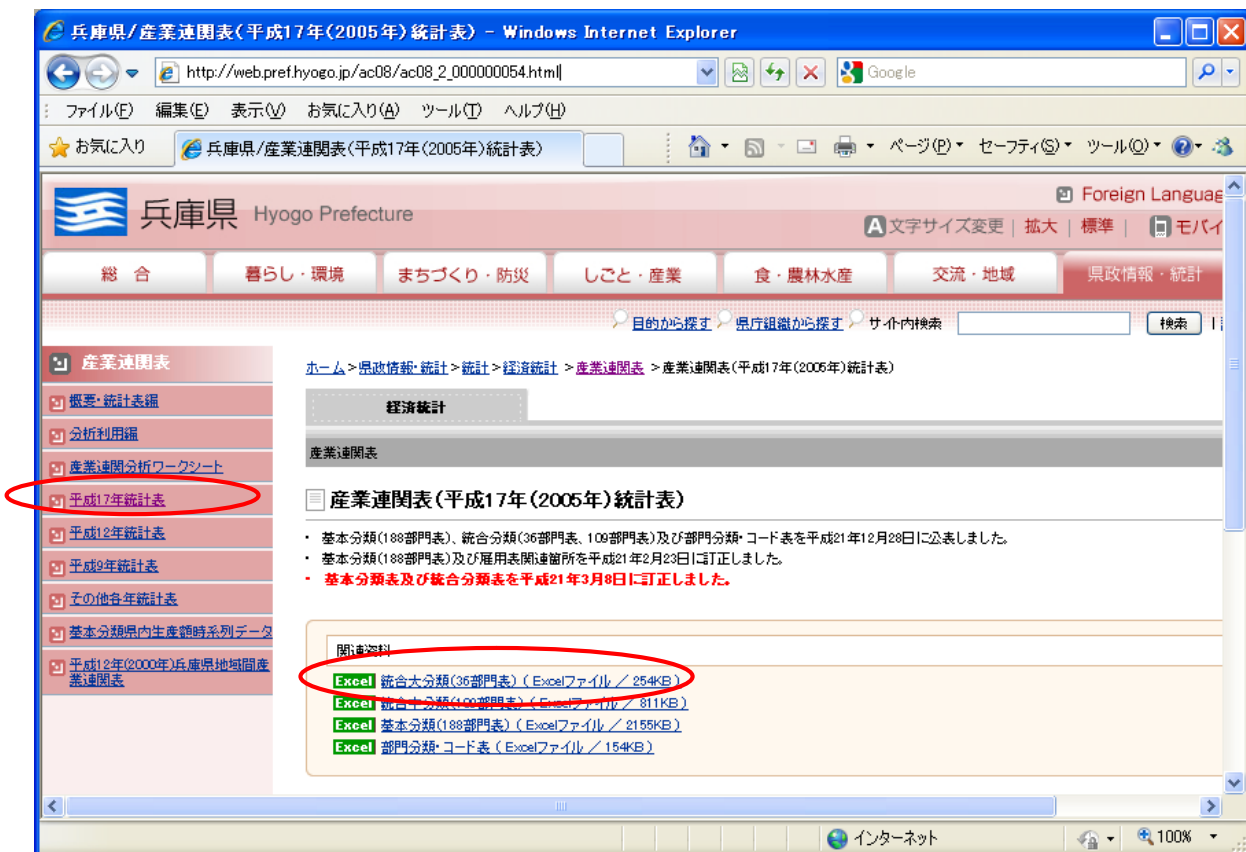 兵庫県/産業連関表(平成17年(2005年)統計表) - Windows Internet Explorer
http://web.pref.hyogo.jp/ac08/ac08_2_000000054.html
Google
ファイル(F) 編集(E) 表示(V) お気に入り(A) ツール(T) ヘルプ(H)
お気に入り 兵庫県/産業連関表(平成17年(2005年)統計表) ページ(P) セーフティ(S) ツール(O)
Foreign Languag
兵庫県 Hyogo Prefecture
A 文字サイズ変更 | 拡大 | 標準 | モバイ
総 合 暮らし・環境 まちづくり・防災 しごと・産業 食・農林水産 交流・地域 県政情報・統計
目的から探す 県庁組織から探す サイト内検索 検索
産業連関表
概要・統計表編
分析利用編
産業連関分析ワークシート
平成17年統計表
平成12年統計表
平成9年統計表
その他各年統計表
基本分類県内生産額時系列データ
平成12年(2000年)兵庫県地域間産
業連関表
ホーム>県政情報・統計>統計>経済統計 >産業連関表 >産業連関表(平成17年(2005年)統計表)
経済統計
産業連関表
産業連関表(平成17年(2005年)統計表)
・ 基本分類(188部門表)、統合分類(36部門表、109部門表)及び部門分類・コード表を平成21年12月28日に公表しました。
・ 基本分類(188部門表)及び雇用表関連箇所を平成21年2月23日に訂正しました。
・ 基本分類表及び統合分類表を平成21年3月8日に訂正しました。
関連資料
Excel 統合大分類(36部門表) ( Excelファイル / 254KB )
Excel 統合中分類(109部門表) ( Excelファイル / 811KB )
Excel 基本分類(188部門表) ( Excelファイル / 2155KB )
Excel 部門分類・コード表 ( Excelファイル / 154KB )
インターネット 100%